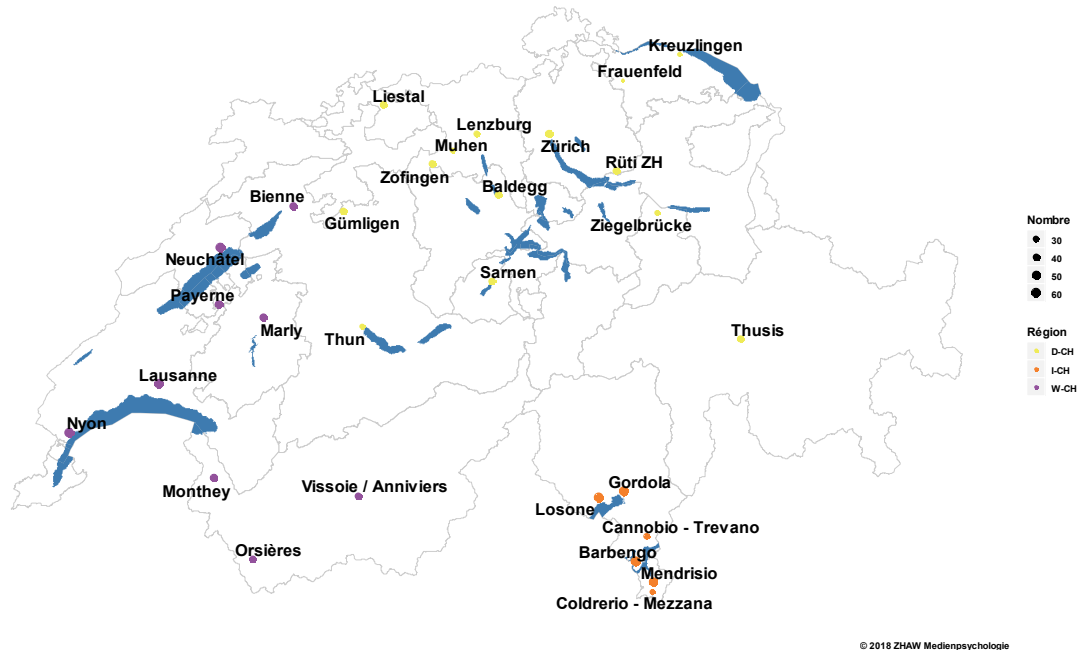 Kreuzlingen
Frauenfeld
Liestal
Lenzburg
Muhen
Zürich
Rüti ZH
Zofingen
Baldegg
Bienne
Gümligen
Ziegelbrücke
Neuchâtel
Sarnen
Payerne
Marly
Thun
Thusis
Lausanne
Nyon
Monthey
Vissoie / Anniviers
Gordola
Losone
Cannobio - Trevano
Orsières
Barbengo
Mendrisio
Coldrerio - Mezzana
Nombre
30
40
50
60
Région
D-CH
I-CH
W-CH
© 2018 ZHAW Medienpsychologie